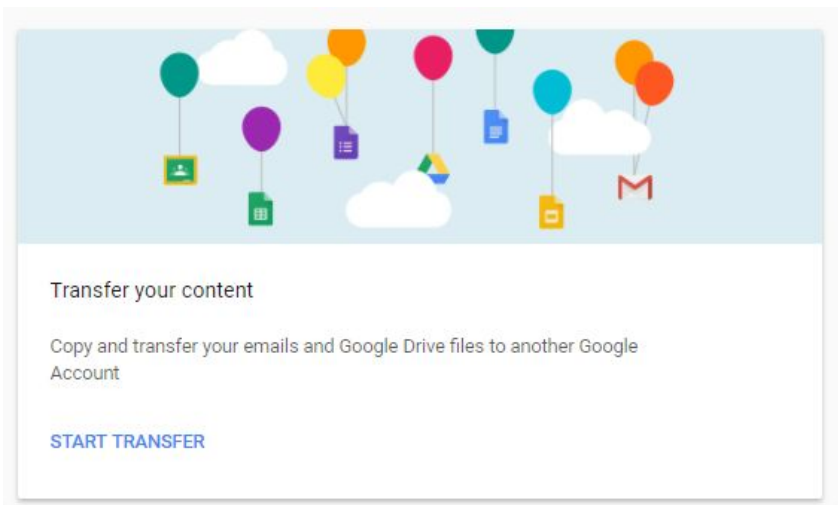 Transfer your content
Copy and transfer your emails and Google Drive files to another Google
Account
START TRANSFER